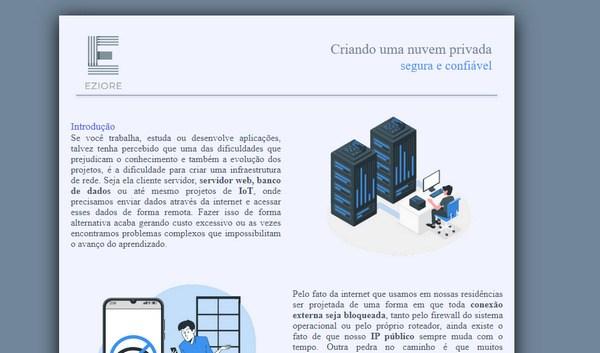 EZIORE
Criando uma nuvem privada
segura e confiável
Introdução
Se você trabalha, estuda ou desenvolve aplicações,
talvez tenha percebido que uma das dificuldades que
prejudicam o conhecimento e também a evolução dos
projetos, é a dificuldade para criar uma infraestrutura
de rede. Seja ela cliente servidor, servidor web, banco
de dados ou até mesmo projetos de IoT, onde
precisamos enviar dados através da internet e acessar
esses dados de forma remota. Fazer isso de forma
alternativa acaba gerando custo excessivo ou as vezes
encontramos problemas complexos que impossibilitam
o avanço do aprendizado.
Pelo fato da internet que usamos em nossas residências
ser projetada de uma forma em que toda conexão
externa seja bloqueada, tanto pelo firewall do sistema
operacional ou pelo próprio roteador, ainda existe o
fato de que nosso IP público sempre muda com o
tempo. Outra pedra no caminho é que muitos